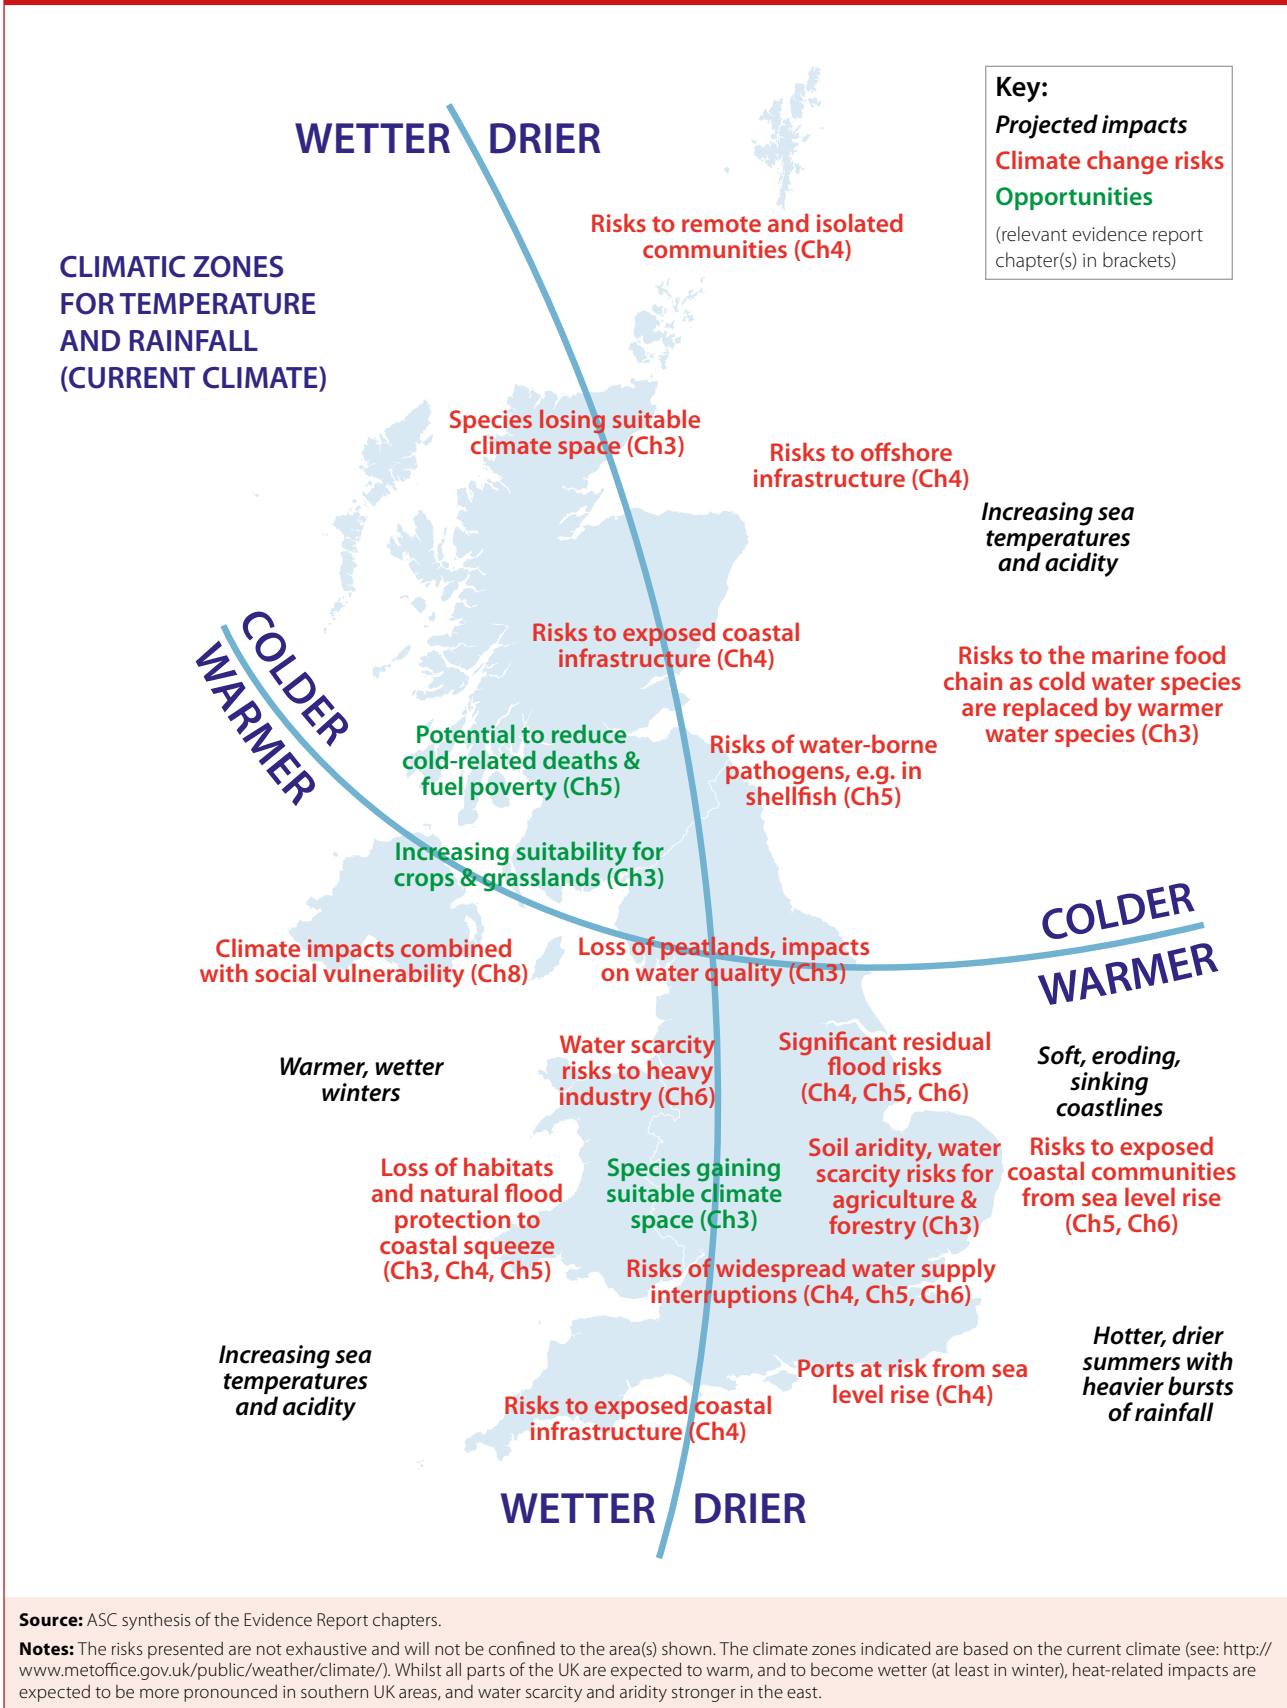 Key:
Projected impacts
Climate change risks
Opportunities
(relevant evidence report
chapter(s) in brackets)
WETTER
DRIER
CLIMATIC ZONES
FOR TEMPERATURE
AND RAINFALL
(CURRENT CLIMATE)
Risks to remote and isolated
communities (Ch4)
Species losing suitable
climate space (Ch3)
Risks to offshore
infrastructure (Ch4)
Increasing sea
temperatures
and acidity
COLDER
WARMER
Risks to exposed coastal
infrastructure (Ch4)
Risks to the marine food
chain as cold water species
are replaced by warmer
water species (Ch3)
Potential to reduce
cold-related deaths &
fuel poverty (Ch5)
Risks of water-borne
pathogens, e.g. in
shellfish (Ch5)
Increasing suitability for
crops & grasslands (Ch3)
COLDER
WARMER
Climate impacts combined
with social vulnerability (Ch8)
Loss of peatlands, impacts
on water quality (Ch3)
Warmer, wetter
winters
Water scarcity
risks to heavy
industry (Ch6)
Significant residual
flood risks
(Ch4, Ch5, Ch6)
Soft, eroding,
sinking
coastlines
Loss of habitats
and natural flood
protection to
coastal squeeze
(Ch3, Ch4, Ch5)
Species gaining
suitable climate
space (Ch3)
Soil aridity, water
scarcity risks for
agriculture &
forestry (Ch3)
Risks to exposed
coastal communities
from sea level rise
(Ch5, Ch6)
Risks of widespread water supply
interruptions (Ch4, Ch5, Ch6)
Increasing sea
temperatures
and acidity
Hotter, drier
summers with
heavier bursts
of rainfall
Ports at risk from sea
level rise (Ch4)
Risks to exposed coastal
infrastructure (Ch4)
WETTER
DRIER
Source: ASC synthesis of the Evidence Report chapters.
Notes: The risks presented are not exhaustive and will not be confined to the area(s) shown. The climate zones indicated are based on the current climate (see: http://
www.metoffice.gov.uk/public/weather/climate/). Whilst all parts of the UK are expected to warm, and to become wetter (at least in winter), heat-related impacts are
expected to be more pronounced in southern UK areas, and water scarcity and aridity stronger in the east.